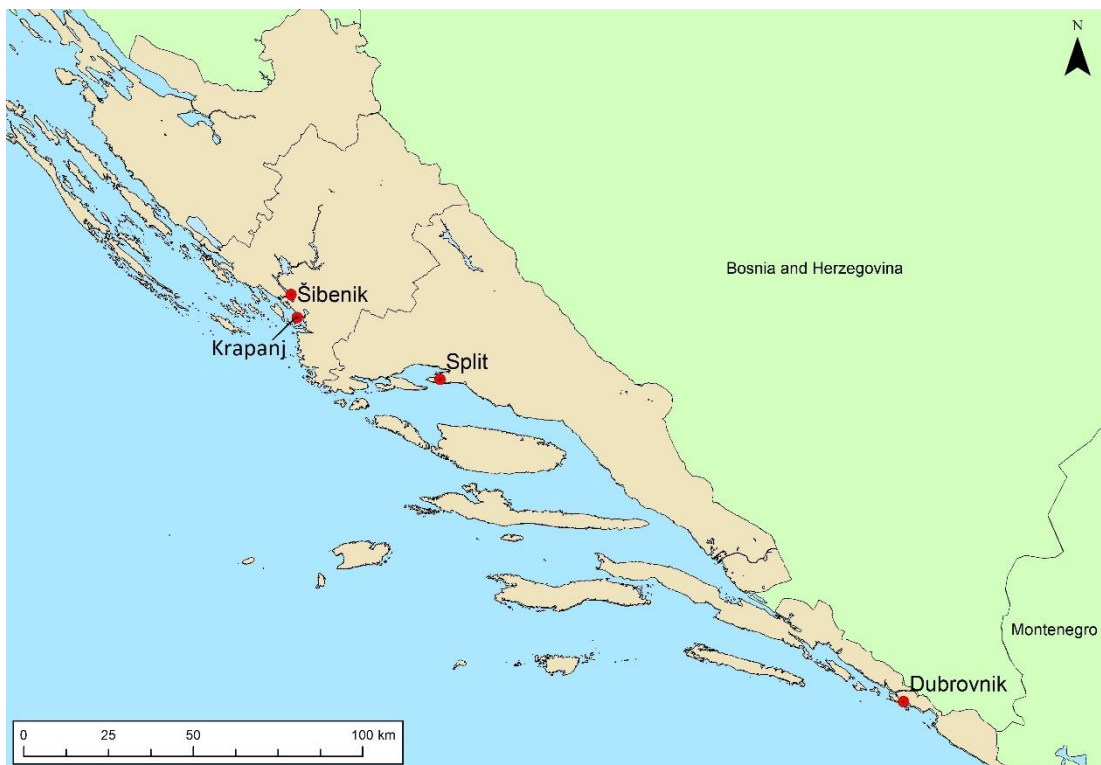 N
Bosnia and Herzegovina
Šibenik
Krapanj
Split
Montenegro
Dubrovnik
0 25 50 100 km